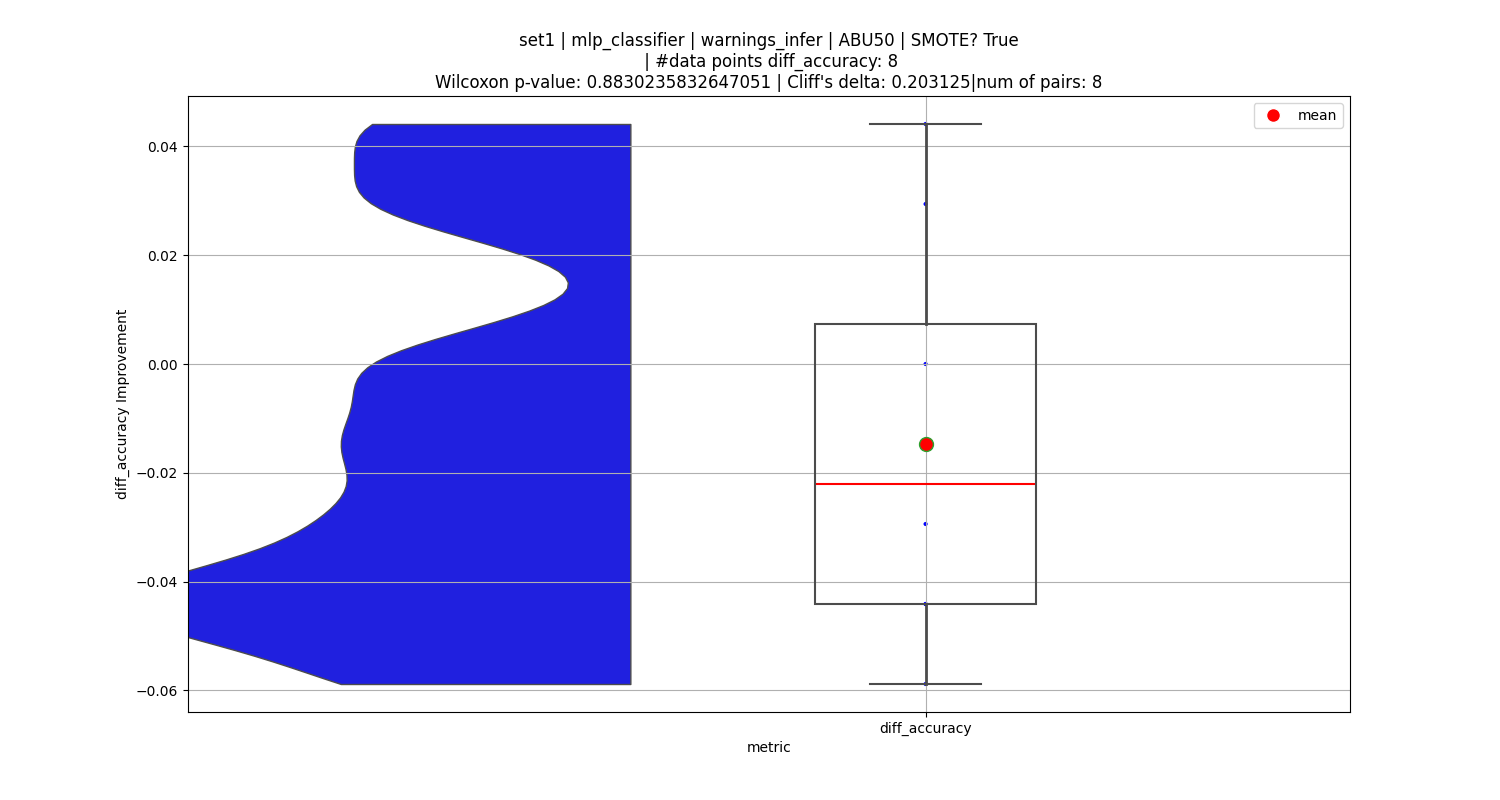 set1 | mlp_classifier | warnings_infer | ABU50 | SMOTE? True
| #data points diff_accuracy: 8
Wilcoxon p-value: 0.8830235832647051 | Cliff's delta: 0.203125|num of pairs: 8
mean
0.04
0.02
0.00
−0.02
−0.04
−0.06
diff_accuracy Improvement
diff_accuracy
metric